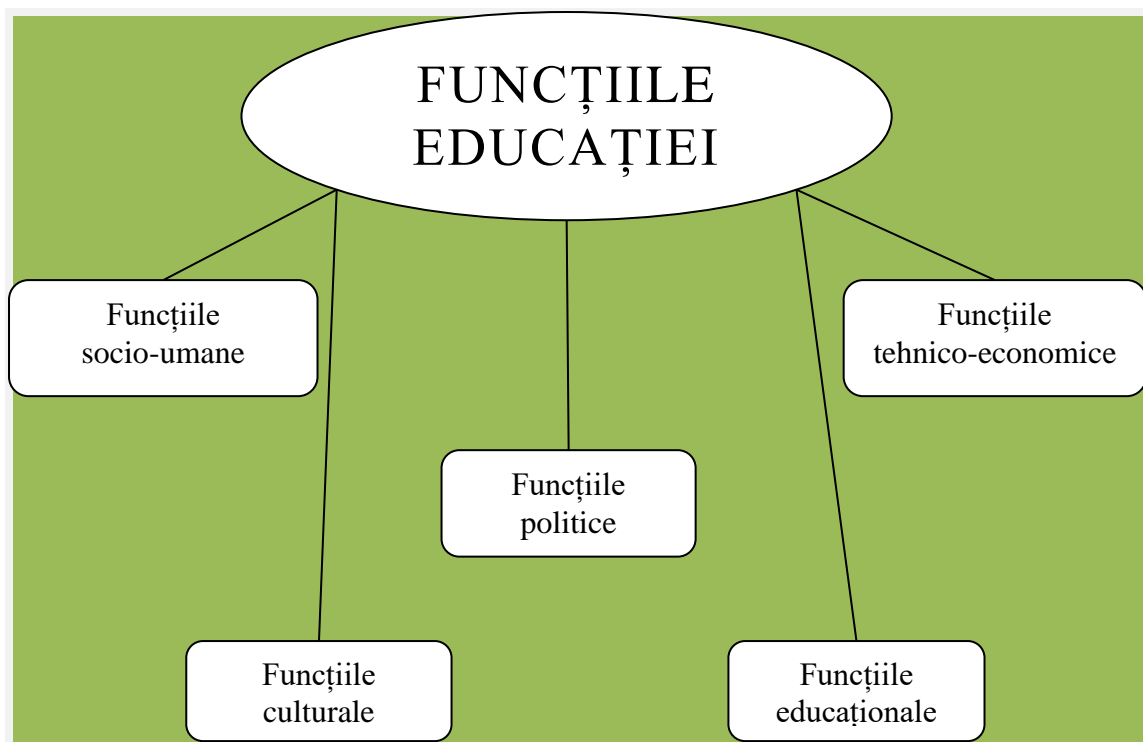 FUNCȚIILE
EDUCAȚIEI
Funcțiile
socio-umane
Funcțiile
tehnico-economice
Funcțiile
politice
Funcțiile
culturale
Funcțiile
educaționale